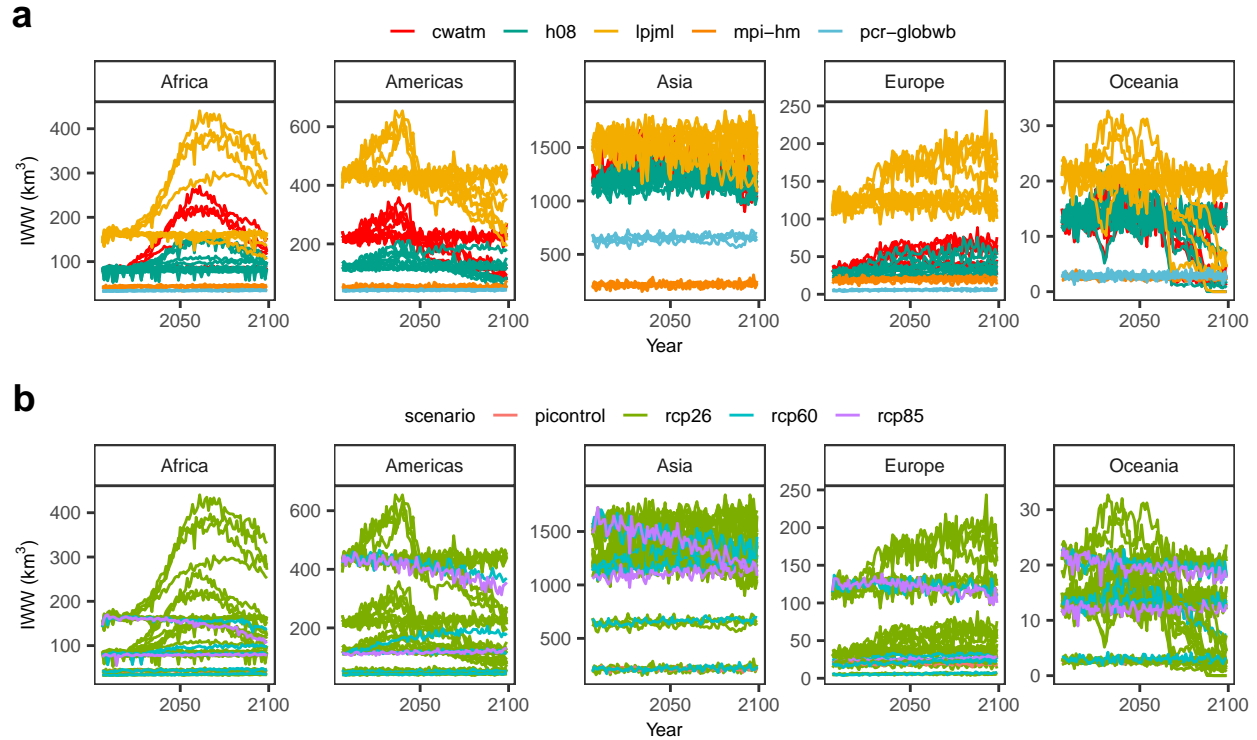 a
cwatm h08 lpjml mpi-hm pcr-globwb
Africa Americas Asia Europe Oceania
IWW (km³)
400 300 200 100
600 400 200
1500 1000 500
250 200 150 100 50 0
30 20 10 0
2050 2100 2050 2100 2050 2100 2050 2100 2050 2100
Year
b
scenario picontrol rcp26 rcp60 rcp85
Africa Americas Asia Europe Oceania
IWW (km³)
400 300 200 100
600 400 200
1500 1000 500
250 200 150 100 50 0
30 20 10 0
2050 2100 2050 2100 2050 2100 2050 2100 2050 2100
Year